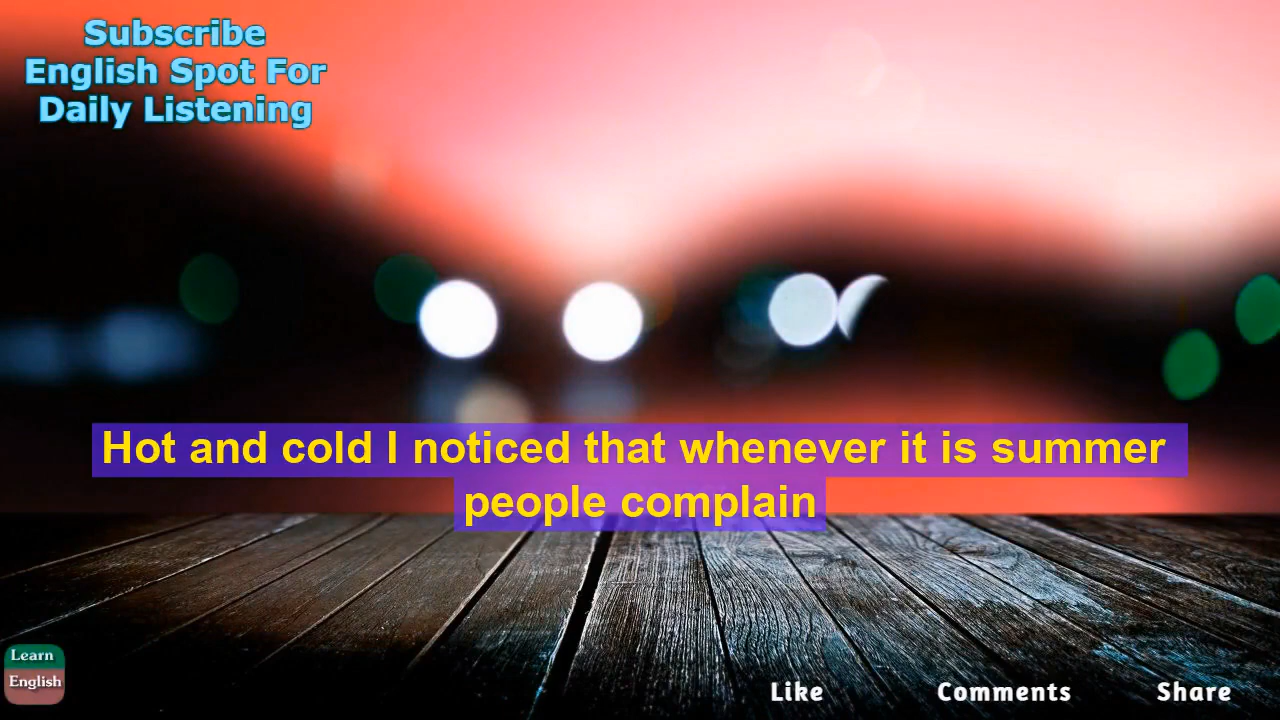 Subscribe
English Spot For
Daily Listening
Hot and cold I noticed that whenever it is summer
people complain
Learn
English
Like Comments Share